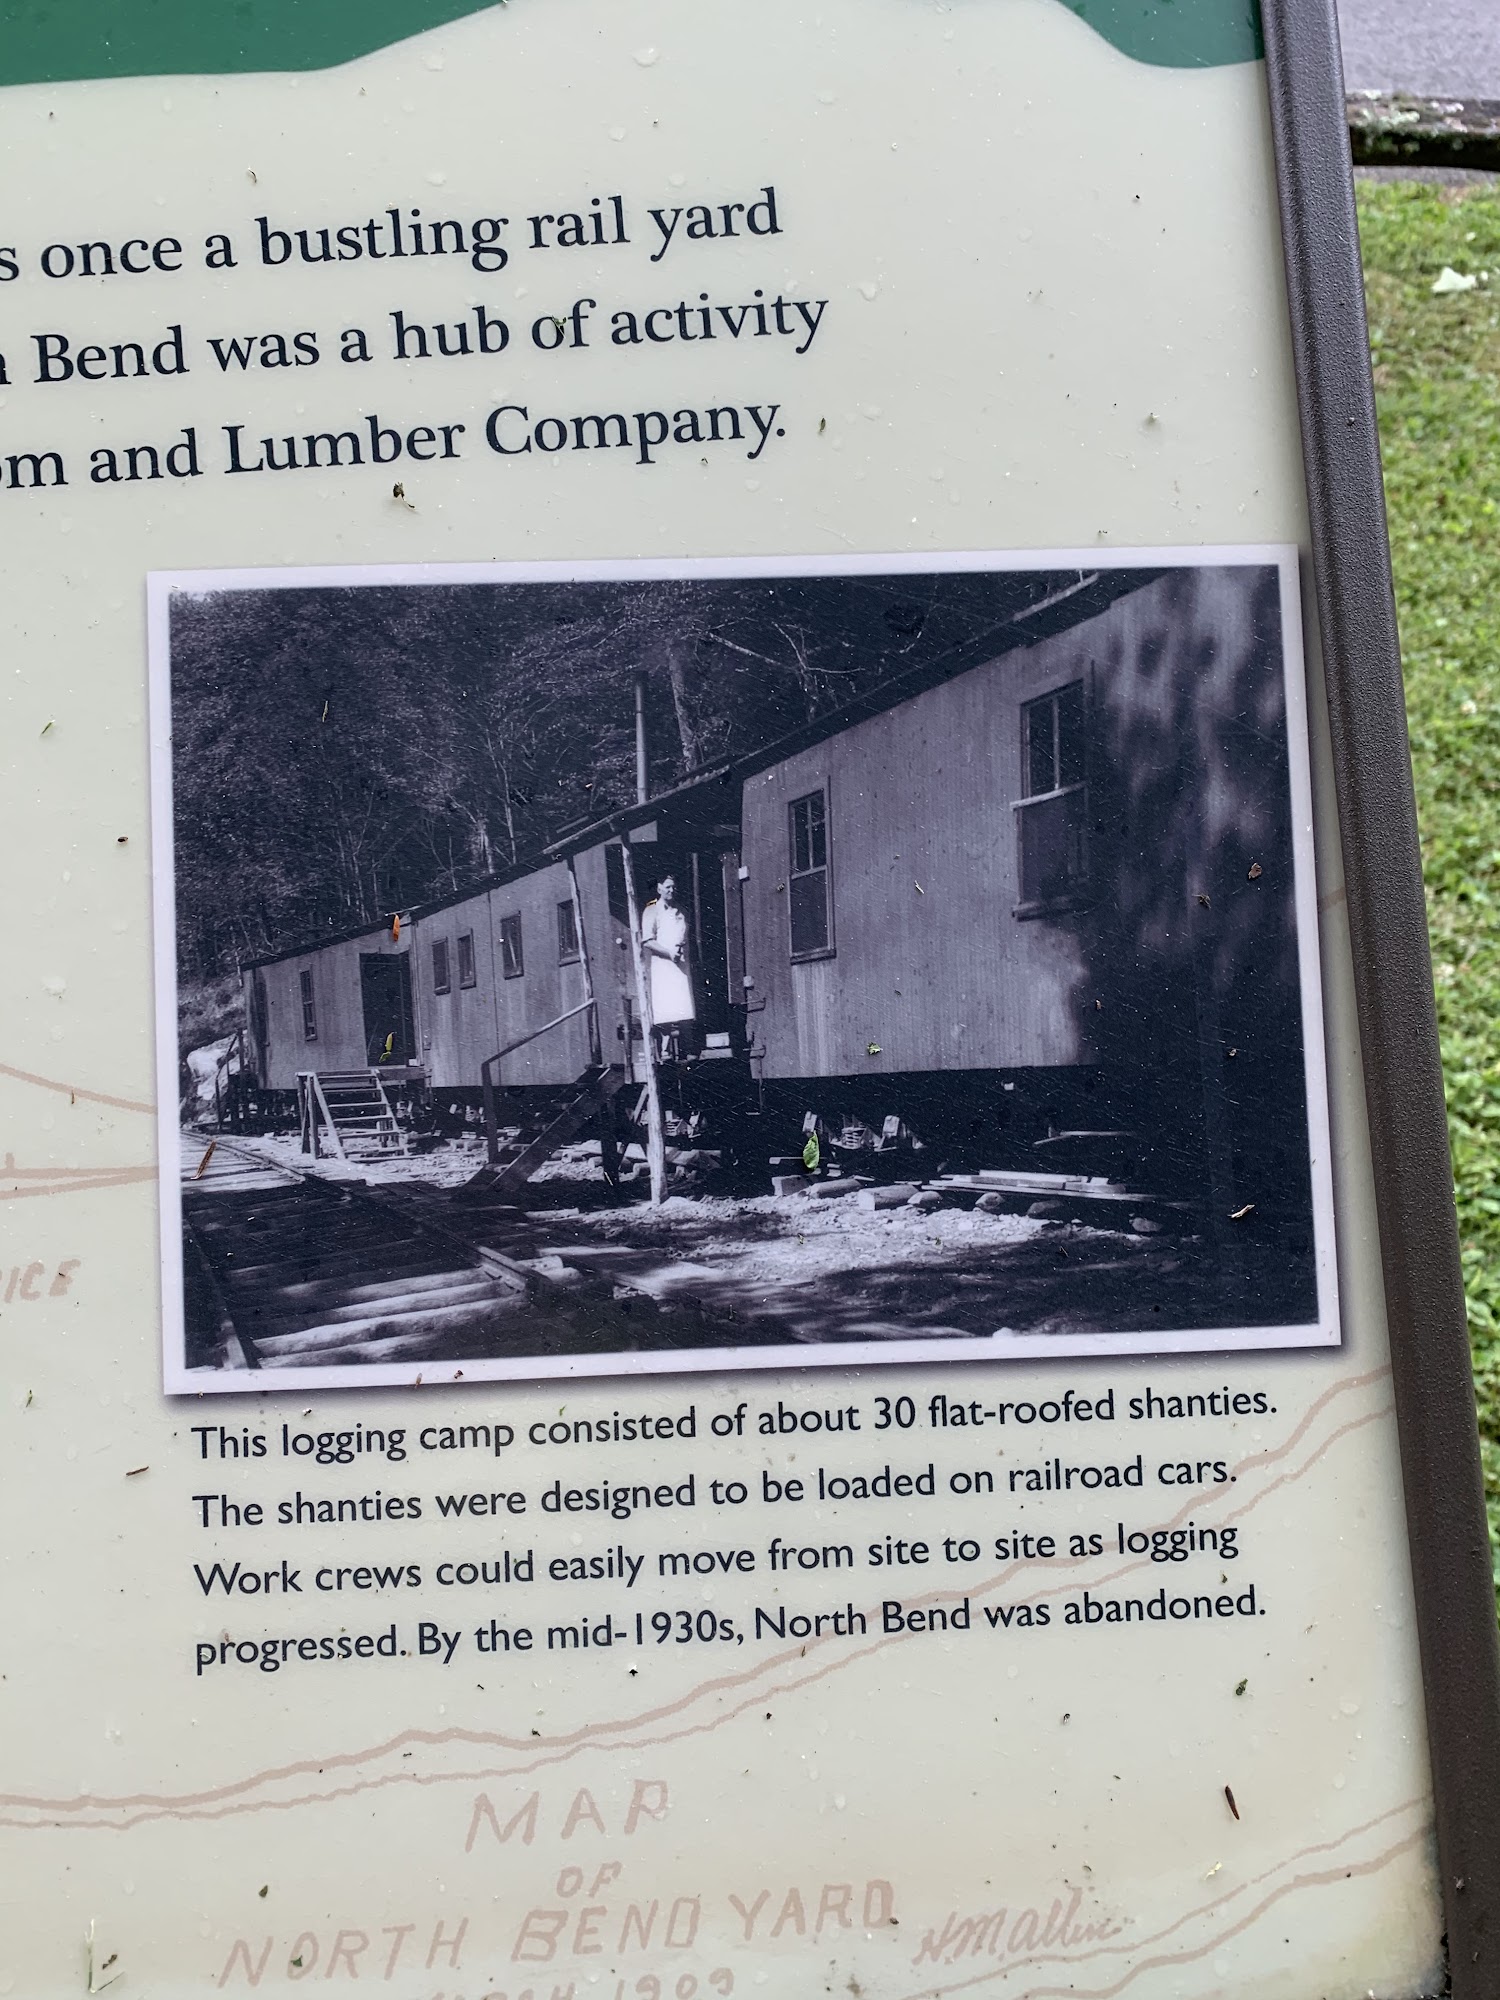 once a bustling rail yard
Bend was a hub of activity
and Lumber Company.
This logging camp consisted of about 30 flat-roofed shanties.
The shanties were designed to be loaded on railroad cars.
Work crews could easily move from site to site as logging
progressed. By the mid-1930s, North Bend was abandoned.
MAP
OF
NORTH BEND YARD
1909